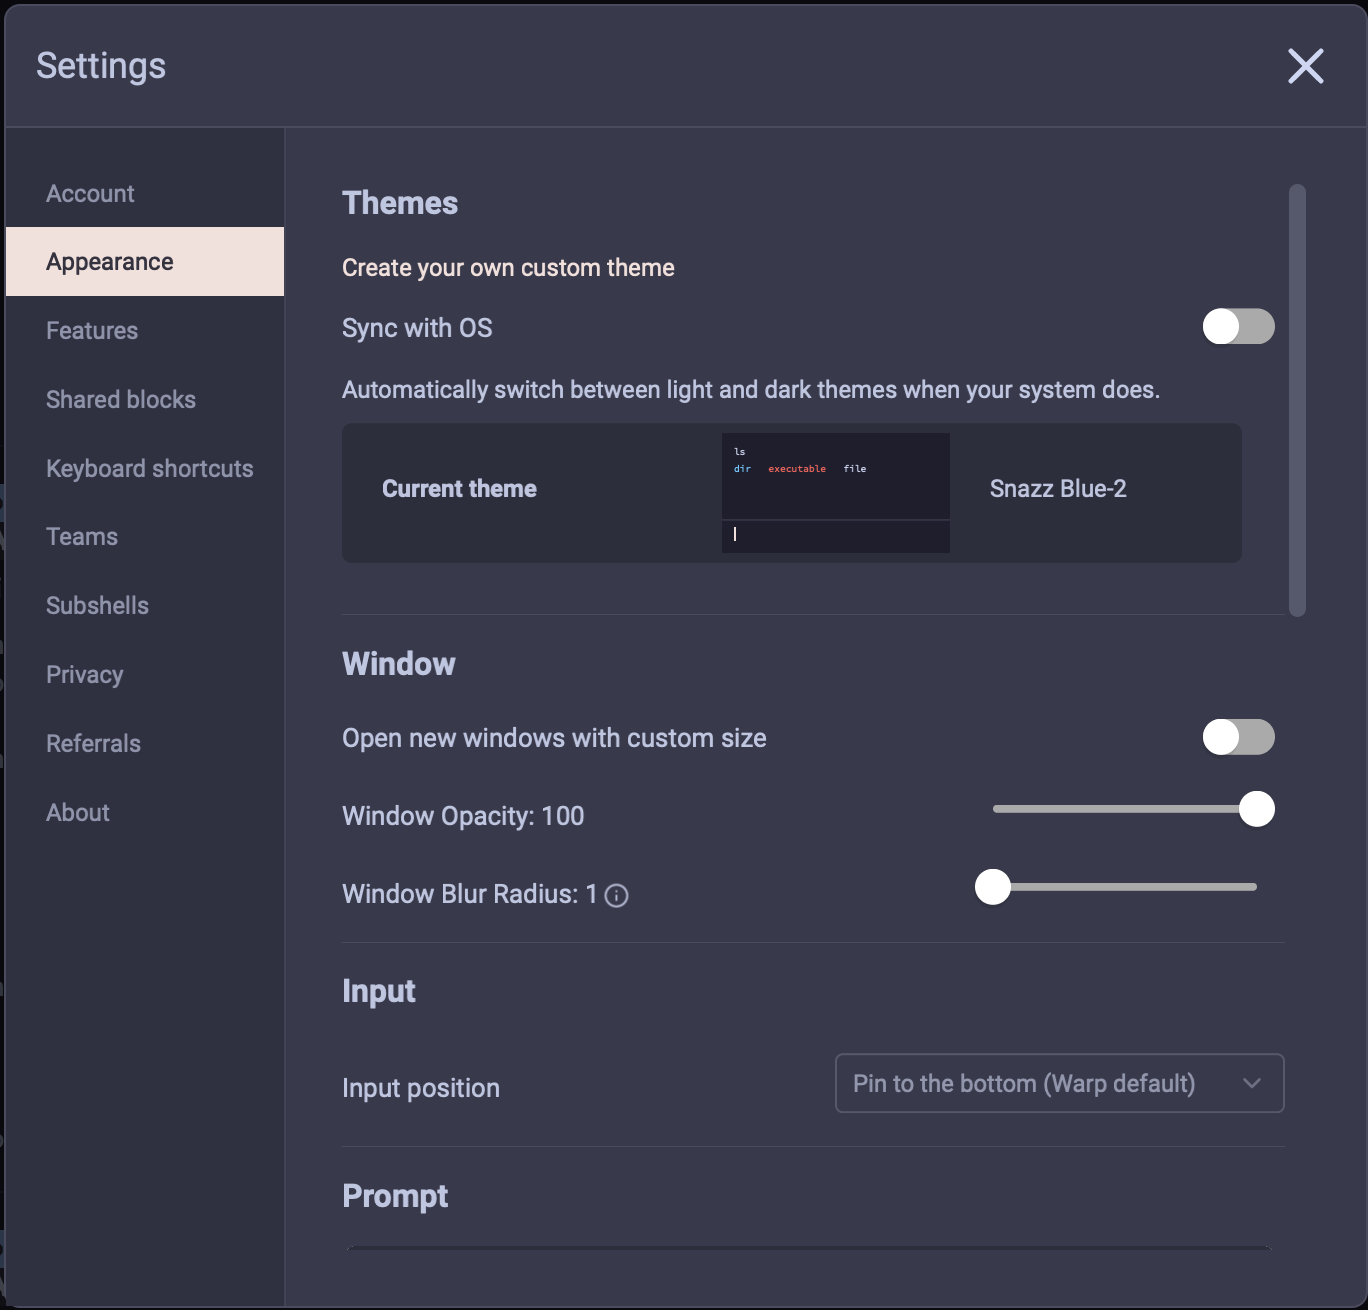 Settings
Account
Appearance
Features
Shared blocks
Keyboard shortcuts
Teams
Subshells
Privacy
Referrals
About
Themes
Create your own custom theme
Sync with OS
Automatically switch between light and dark themes when your system does.
Current theme
ls
dir executable file
Snazz Blue-2
Window
Open new windows with custom size
Window Opacity: 100
Window Blur Radius: 1
Input
Input position
Pin to the bottom (Warp default)
Prompt